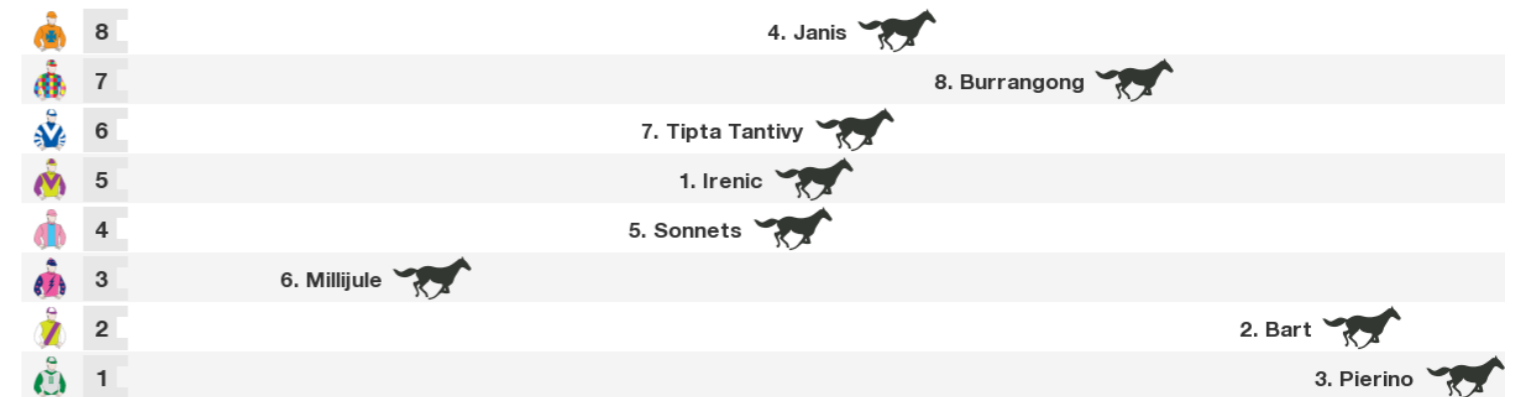 8 4. Janis
7 8. Burrangong
6 7. Tipta Tantivy
5 1. Irenic
4 5. Sonnets
3 6. Millijule
2 2. Bart
1 3. Pierino